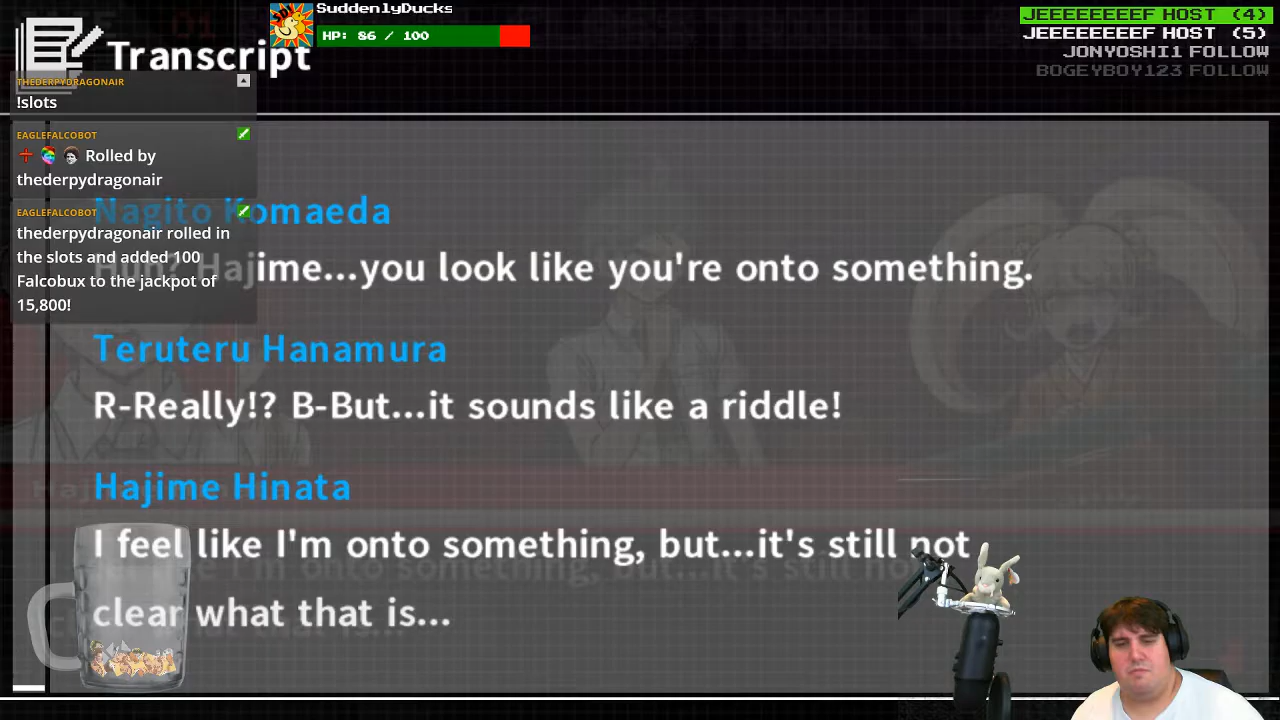 SuddenlyDucks
HP: 86 / 100
JEEEEEEEEF HOST (4)
JEEEEEEEEF HOST (5)
JONYOSHI1 FOLLOW
BOGEYBOY123 FOLLOW
Transcript
THEDERPYDRAGONAIR
!slots
EAGLEFALCOBOT
Rolled by
thederpydragonair
EAGLEFALCOBOT
thederpydragonair rolled in
the slots and added 100
Falcobux to the jackpot of
15,800!
Nagito Komaeda
Hajime...you look like you're onto something.
Teruteru Hanamura
R-Really!? B-But...it sounds like a riddle!
Hajime Hinata
I feel like I'm onto something, but...it's still not
clear what that is...